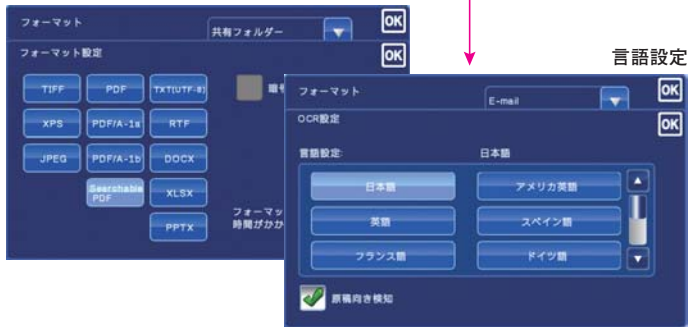 フォーマット 共有フォルダー OK
フォーマット設定 OK
TIFF PDF TXT(UTF-8) 暗号
XPS PDF/A-1a RTF
JPEG PDF/A-1b DOCX
Searchable PDF XLSX
PPTX
フォーマッ
時間がかか
言語設定
フォーマット E-mail OK
OCR設定 OK
言語設定: 日本語
日本語 アメリカ英語
英語 スペイン語
フランス語 ドイツ語
原稿向き検知